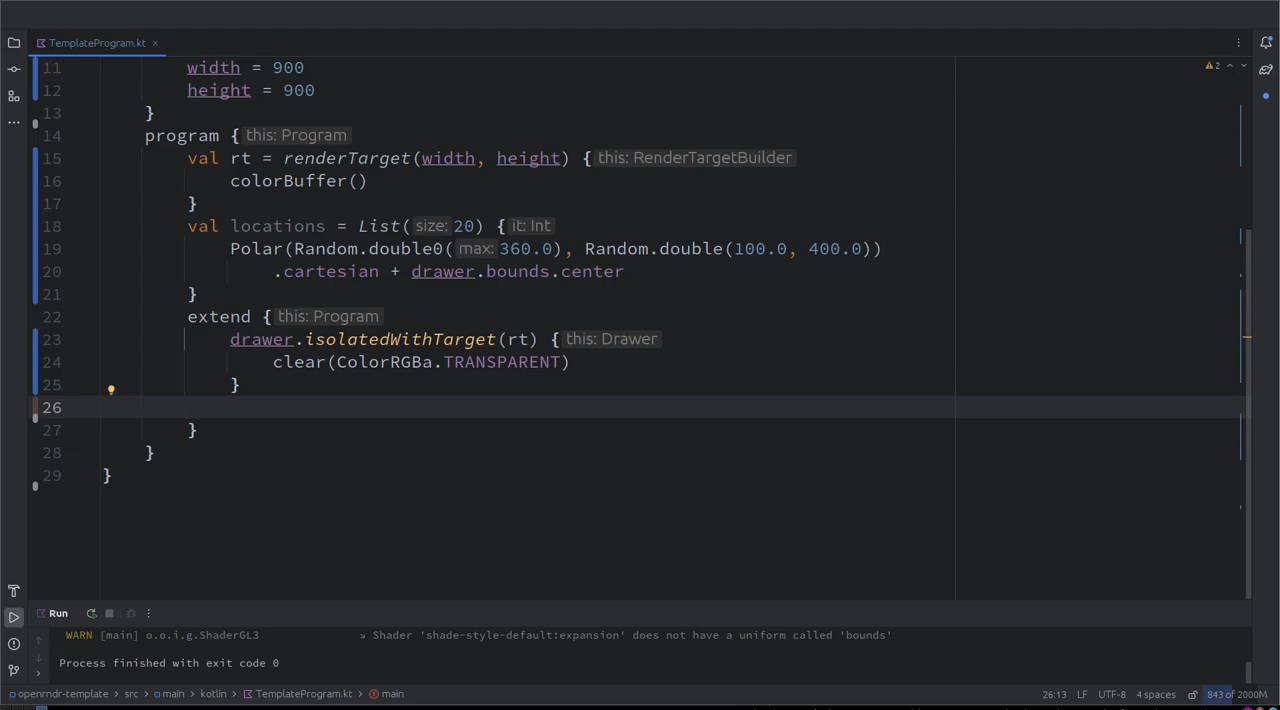 TemplateProgram.kt ×
2
11 width = 900
12 height = 900
13 }
14 program { this: Program
15 val rt = renderTarget(width, height) { this: RenderTargetBuilder
16 colorBuffer()
17 }
18 val locations = List( size: 20) { it: Int
19 Polar(Random.double0( max: 360.0), Random.double(100.0, 400.0))
20 .cartesian + drawer.bounds.center
21 }
22 extend { this: Program
23 drawer.isolatedWithTarget(rt) { this: Drawer
24 clear(ColorRGBa.TRANSPARENT)
25 }
26
27 }
28 }
29 }
Run
WARN [main] o.o.i.g.ShaderGL3 ↘ Shader 'shade-style-default:expansion' does not have a uniform called 'bounds'
Process finished with exit code 0
openrndr-template > src > main > kotlin > TemplateProgram.kt > main 26:13 LF UTF-8 4 spaces 843 of 2000M